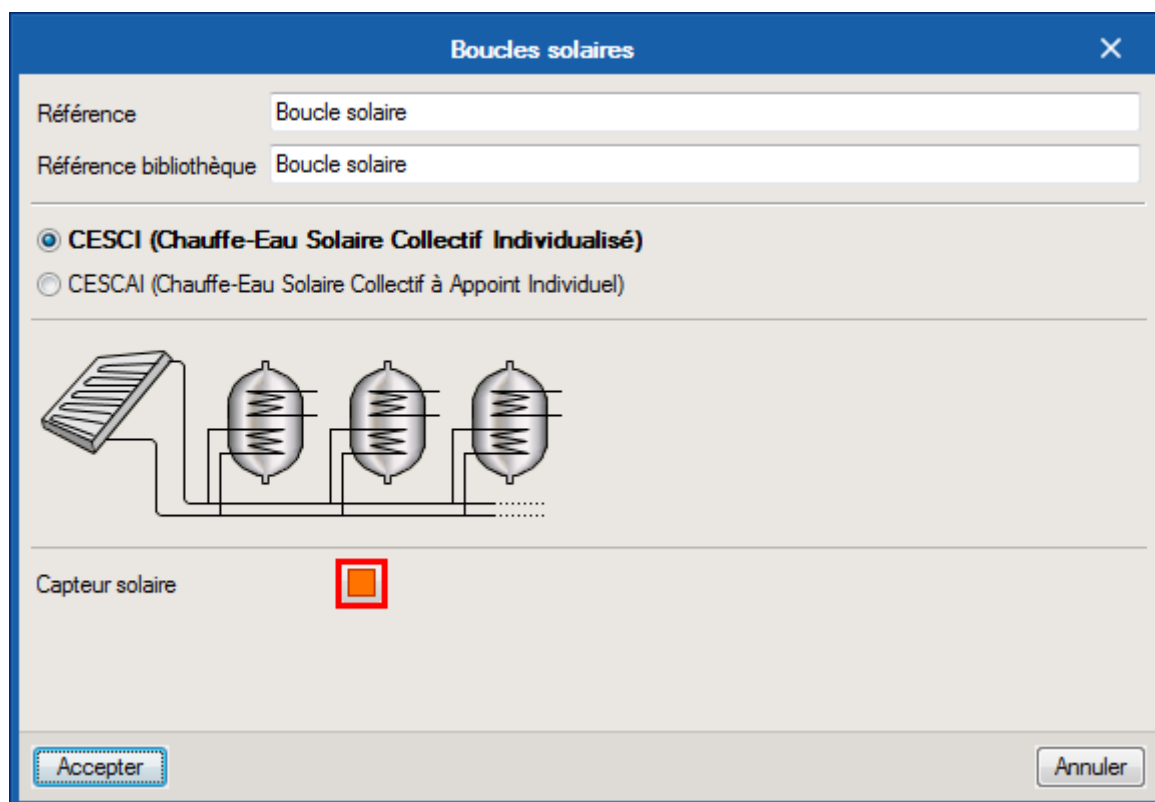 Boucles solaires
Référence Boucle solaire
Référence bibliothèque Boucle solaire
CESCI (Chauffe-Eau Solaire Collectif Individualisé)
CESCAI (Chauffe-Eau Solaire Collectif à Appoint Individuel)
Capteur solaire
Accepter Annuler